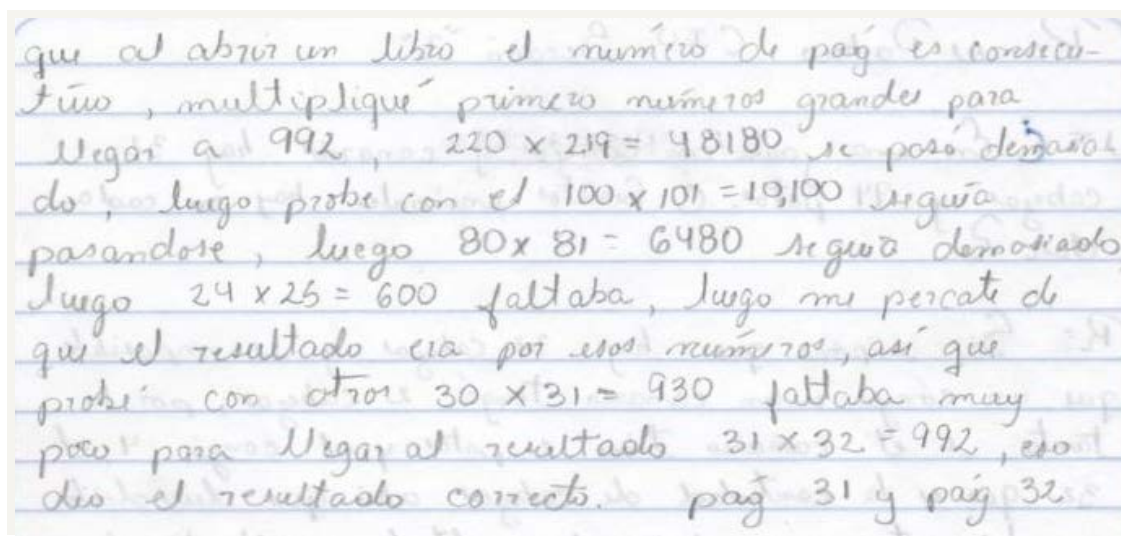 que al abrir un libro el número de pág es consecu-
tivo, multipliqué primero números grandes para
llegar a 992, 220 x 219 = 48180 se pasó demasia
do, luego probe con el 100 x 101 = 10,100 seguía
pasandose, luego 80 x 81 = 6480 seguía demasiado
luego 24 x 25 = 600 faltaba, luego me percate de
que el resultado era por esos números, así que
probé con otros 30 x 31 = 930 faltaba muy
poco para llegar al resultado 31 x 32 = 992, eso
dio el resultado correcto. pag 31 y pág 32